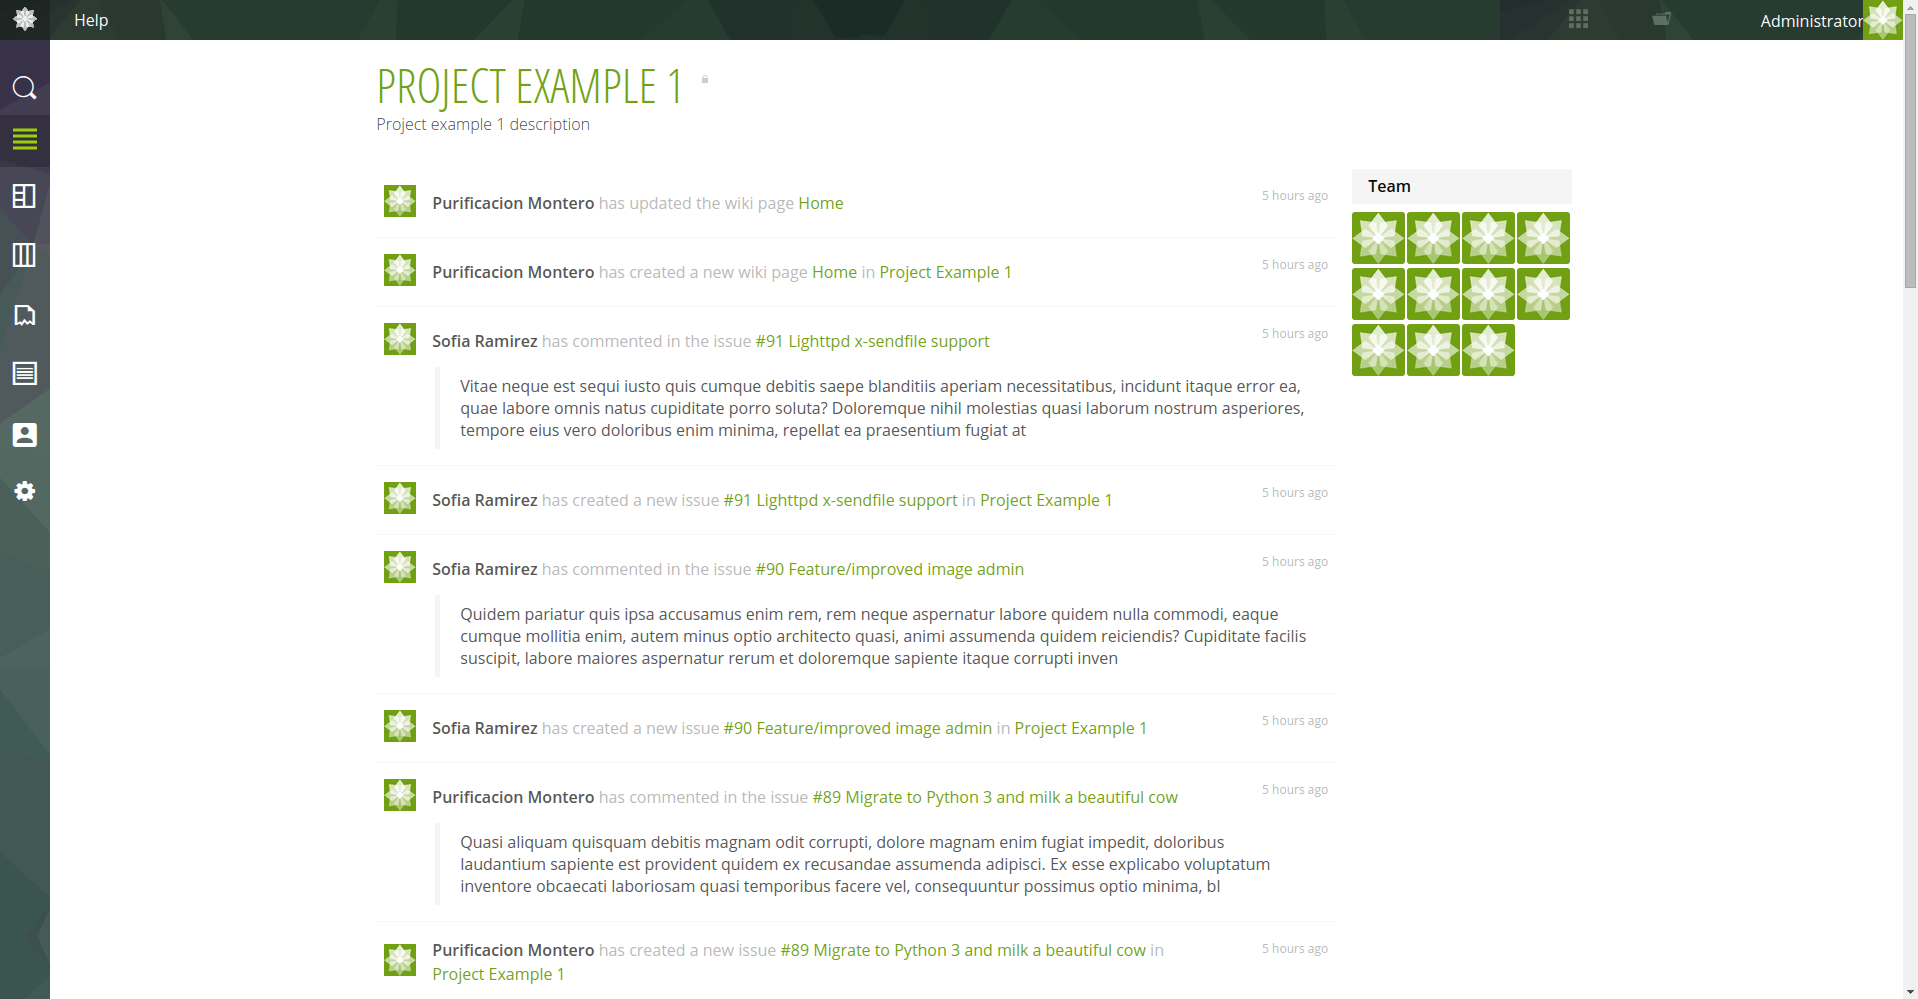 Help
Administrator
PROJECT EXAMPLE 1
Project example 1 description
Purificacion Montero has updated the wiki page Home
5 hours ago
Purificacion Montero has created a new wiki page Home in Project Example 1
5 hours ago
Sofia Ramirez has commented in the issue #91 Lighttpd x-sendfile support
5 hours ago
Vitae neque est sequi iusto quis cumque debitis saepe blanditiis aperiam necessitatibus, incidunt itaque error ea,
quae labore omnis natus cupiditate porro soluta? Doloremque nihil molestias quasi laborum nostrum asperiores,
tempore eius vero doloribus enim minima, repellat ea praesentium fugiat at
Sofia Ramirez has created a new issue #91 Lighttpd x-sendfile support in Project Example 1
5 hours ago
Sofia Ramirez has commented in the issue #90 Feature/improved image admin
5 hours ago
Quidem pariatur quis ipsa accusamus enim rem, rem neque aspernatur labore quidem nulla commodi, eaque
cumque mollitia enim, autem minus optio architecto quasi, animi assumenda quidem reiciendis? Cupiditate facilis
suscipit, labore maiores aspernatur rerum et doloremque sapiente itaque corrupti inven
Sofia Ramirez has created a new issue #90 Feature/improved image admin in Project Example 1
5 hours ago
Purificacion Montero has commented in the issue #89 Migrate to Python 3 and milk a beautiful cow
5 hours ago
Quasi aliquam quisquam debitis magnam odit corrupti, dolore magnam enim fugiat impedit, doloribus
laudantium sapiente est provident quidem ex recusandae assumenda adipisci. Ex esse explicabo voluptatum
inventore obcaecati laboriosam quasi temporibus facere vel, consequuntur possimus optio minima, bl
Purificacion Montero has created a new issue #89 Migrate to Python 3 and milk a beautiful cow in
Project Example 1
5 hours ago
Team